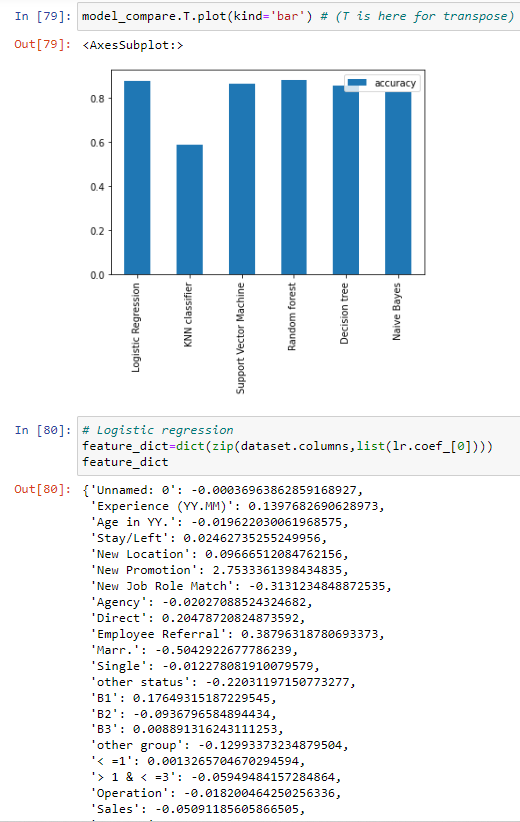 In [79]: model_compare.T.plot(kind='bar') # (T is here for transpose)
Out[79]: <AxesSubplot:>
accuracy
0.8
0.6
0.4
0.2
0.0
Logistic Regression
KNN classifier
Support Vector Machine
Random forest
Decision tree
Naive Bayes
In [80]: # Logistic regression
feature_dict=dict(zip(dataset.columns,list(lr.coef_[0])))
feature_dict
Out[80]: {'Unnamed: 0': -0.00036963862859168927,
'Experience (YY.MM)': 0.1397682690628973,
'Age in YY.': -0.019622030061968575,
'Stay/Left': 0.02462735255249956,
'New Location': 0.09666512084762156,
'New Promotion': 2.7533361398434835,
'New Job Role Match': -0.3131234848872535,
'Agency': -0.02027088524324682,
'Direct': 0.20478720824873592,
'Employee Referral': 0.38796318780693373,
'Marr.': -0.5042922677786239,
'Single': -0.012278081910079579,
'other status': -0.22031197150773277,
'B1': 0.17649315187229545,
'B2': -0.0936796584894434,
'B3': 0.008891316243111253,
'other group': -0.12993373234879504,
'< =1': 0.0013265704670294594,
'> 1 & < =3': -0.05949484157284864,
'Operation': -0.018200464250256336,
'Sales': -0.05091185605866505,